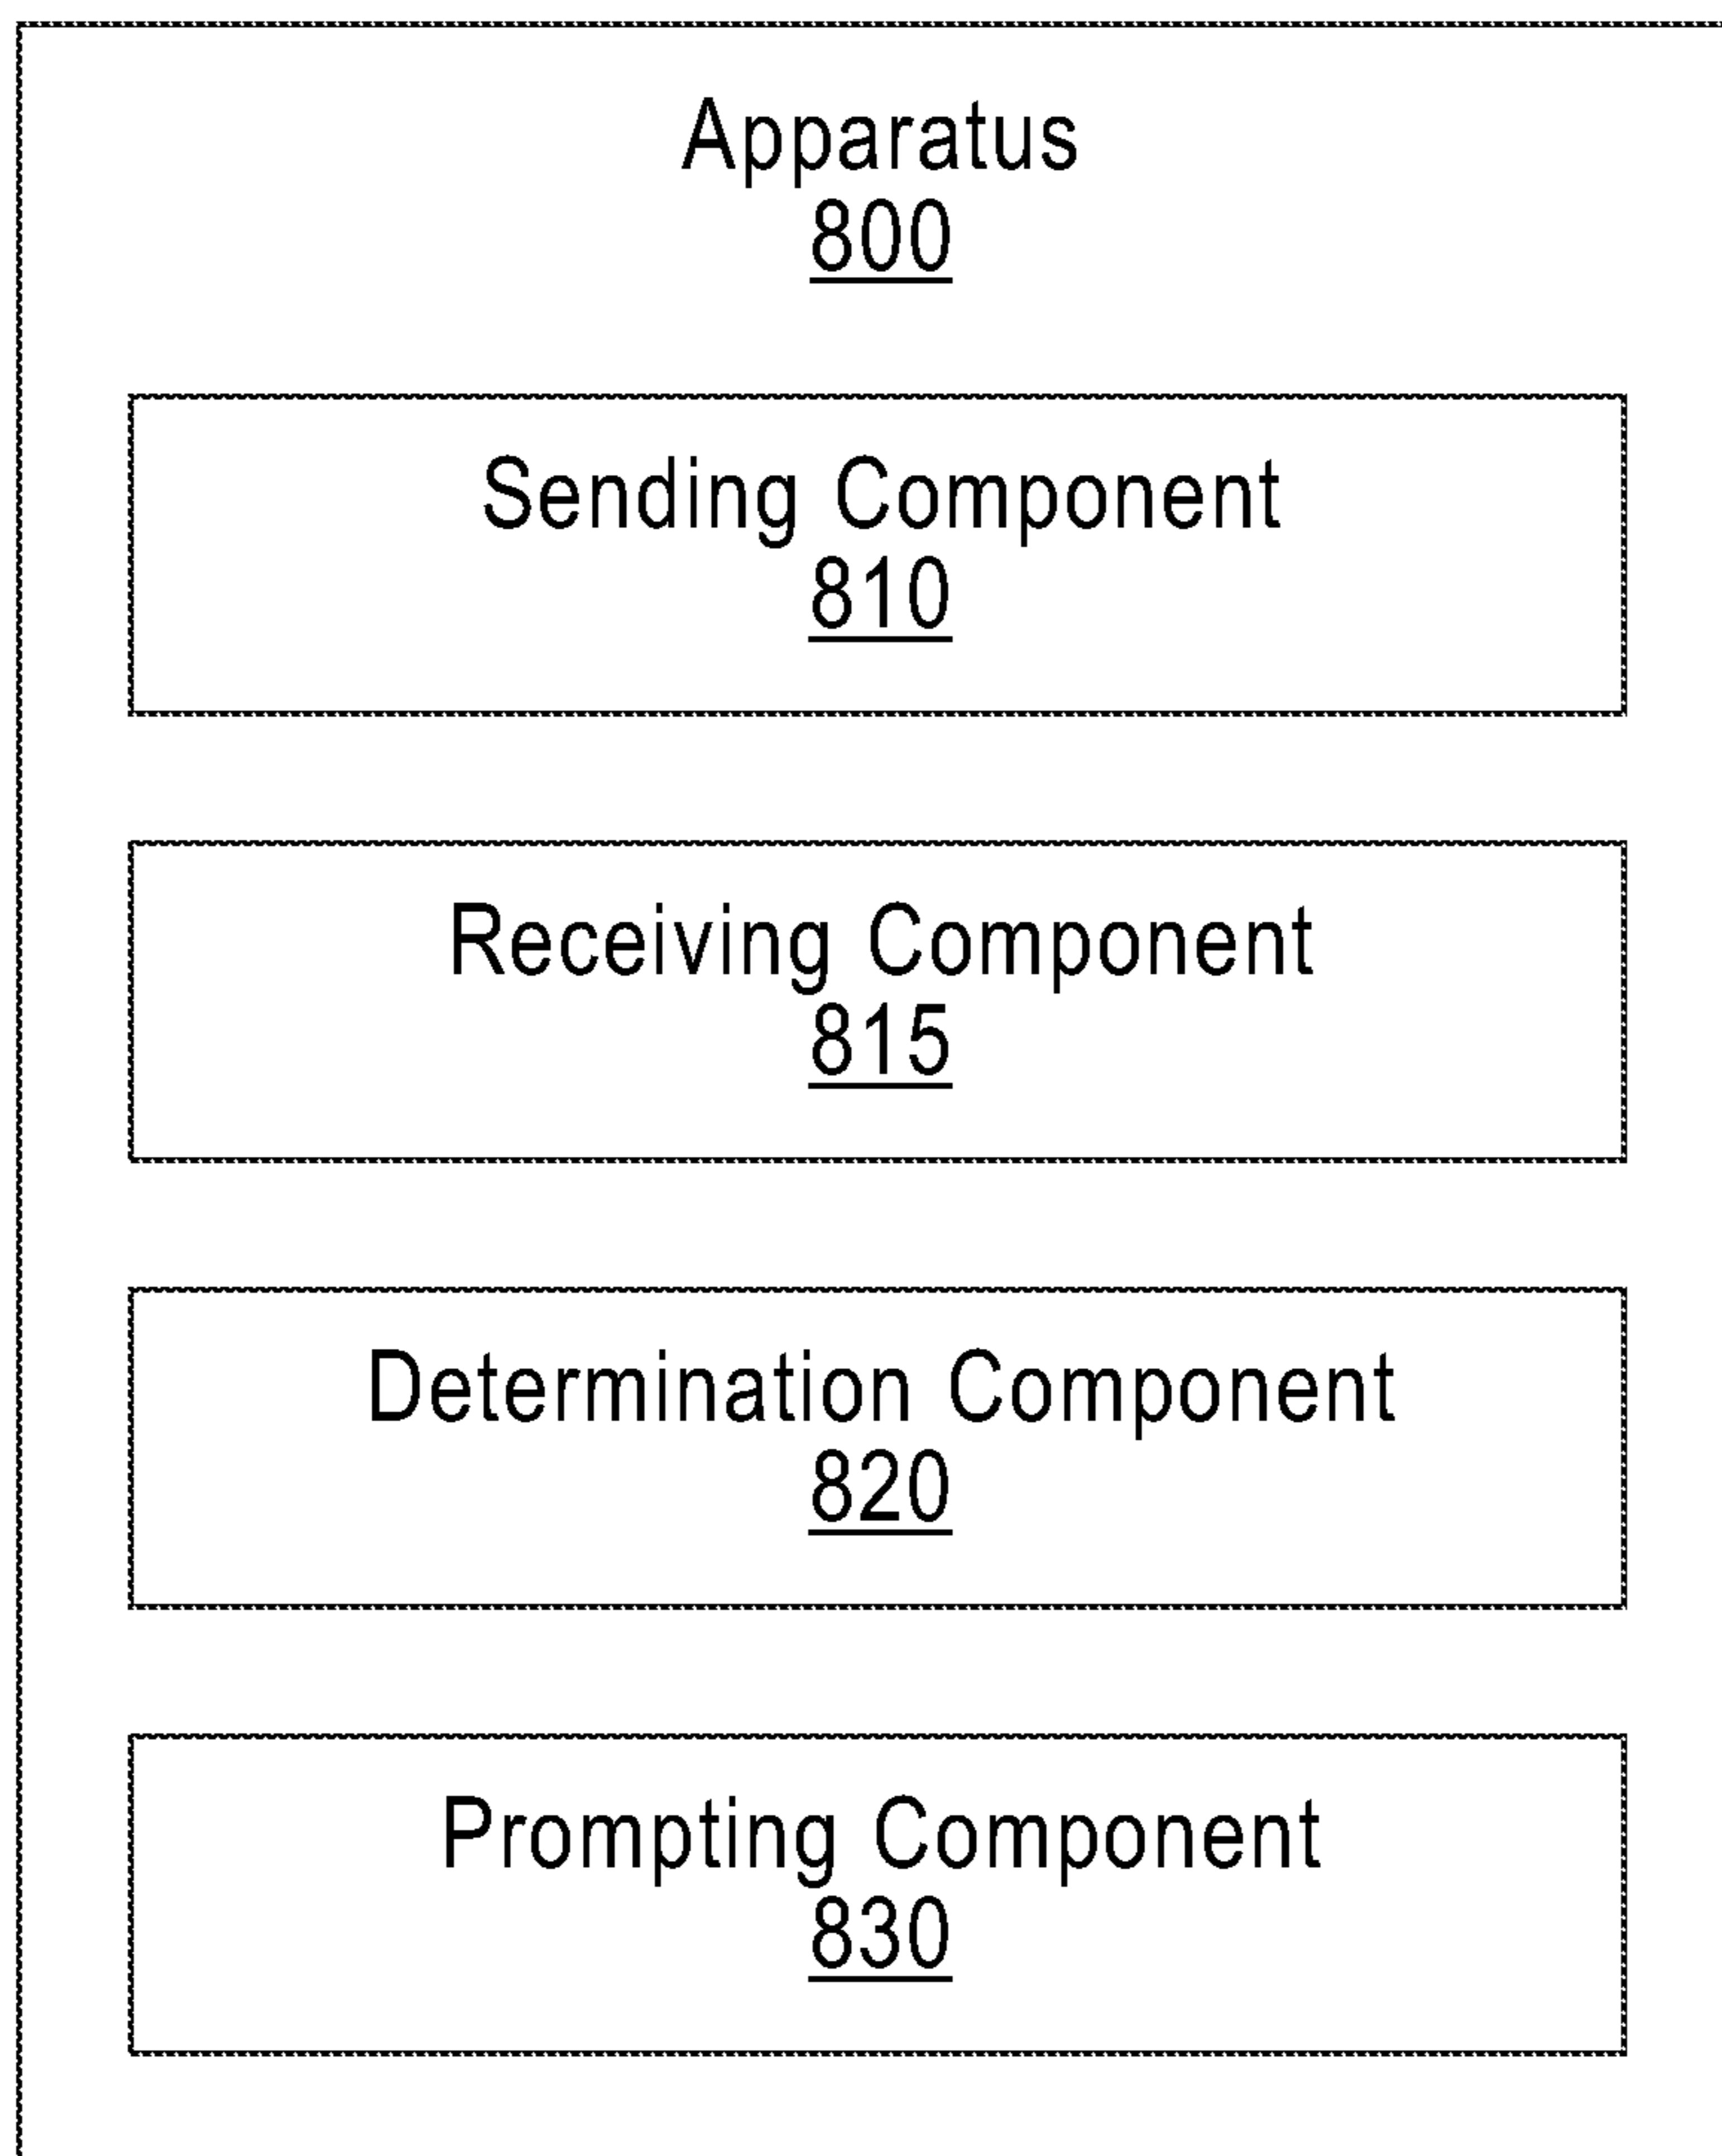 Apparatus
800
Sending Component
810
Receiving Component
815
Determination Component
820
Prompting Component
830